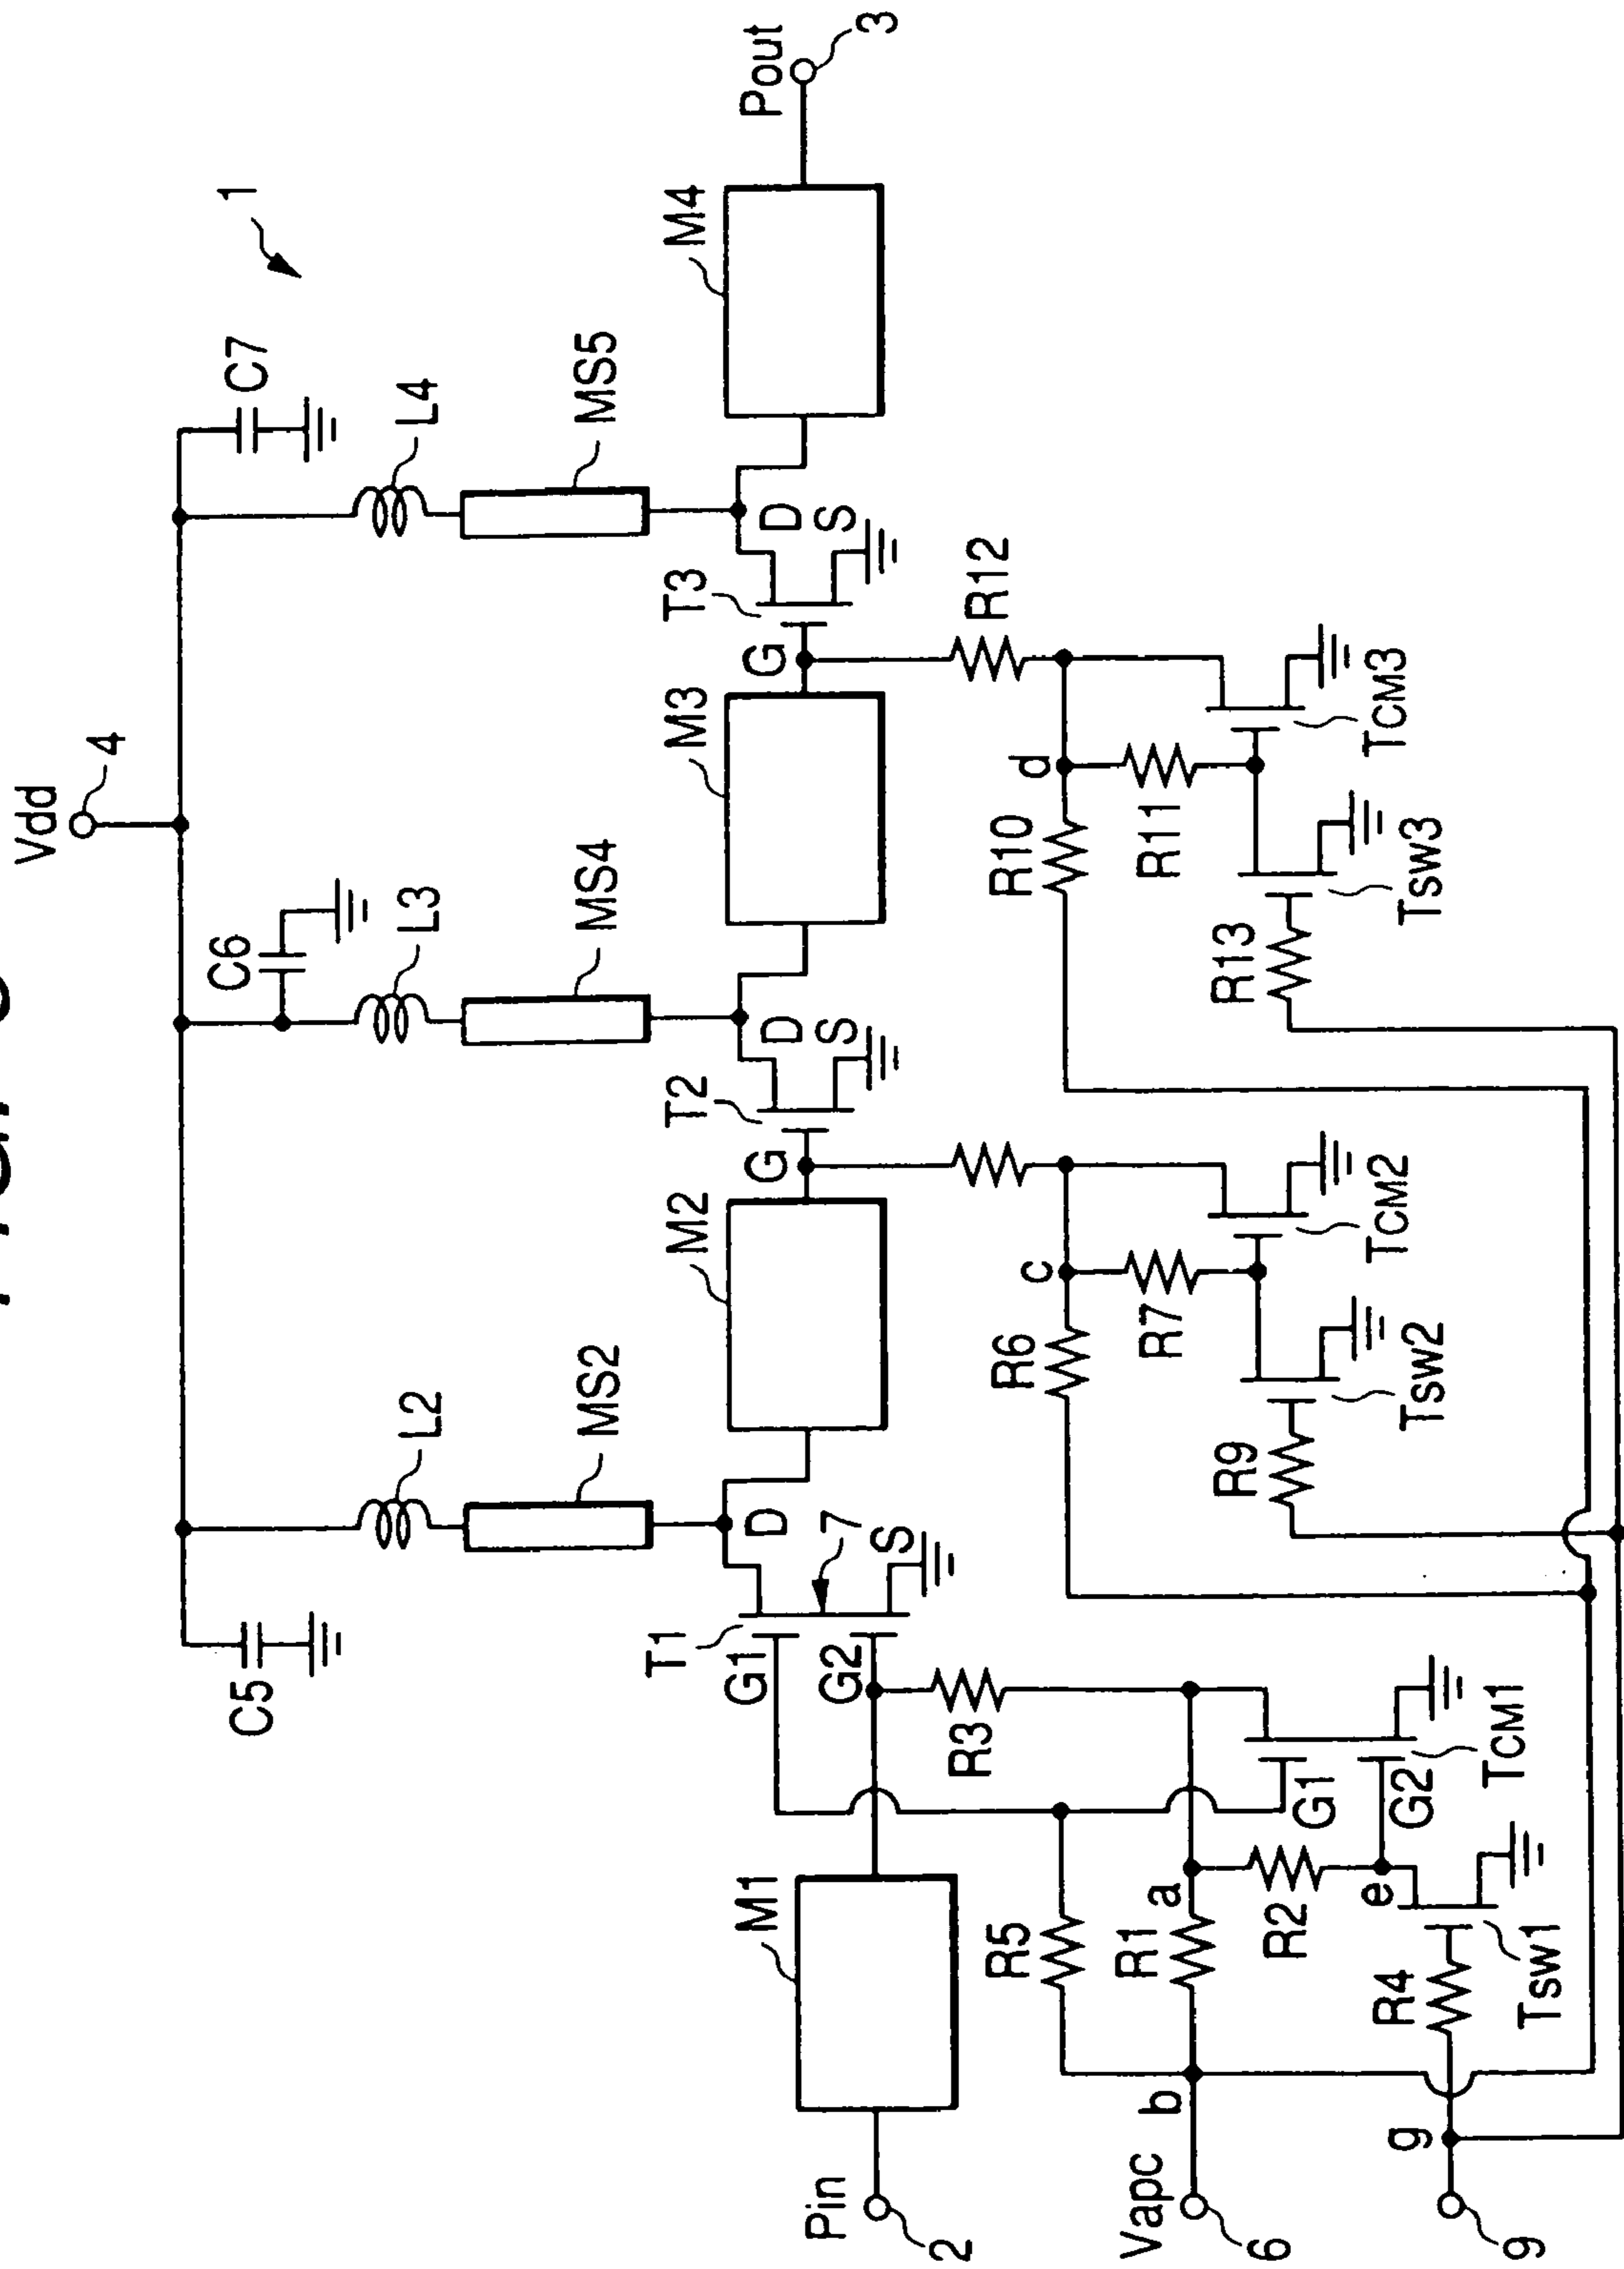 Vdd
4
1
C5
L2
MS2
C6
L3
MS4
C7
L4
MS5
T1
G1
G2
D
7
S
M2
T2
G
D
S
M3
T3
G
D
S
M4
Pout
3
Pin
2
M1
R3
R5
Vapc
6
b
R1
a
R2
e
G1
G2
TCM1
g
9
R4
TSW1
R6
c
R7
TCM2
R9
TSW2
R10
d
R11
R12
TCM3
R13
TSW3